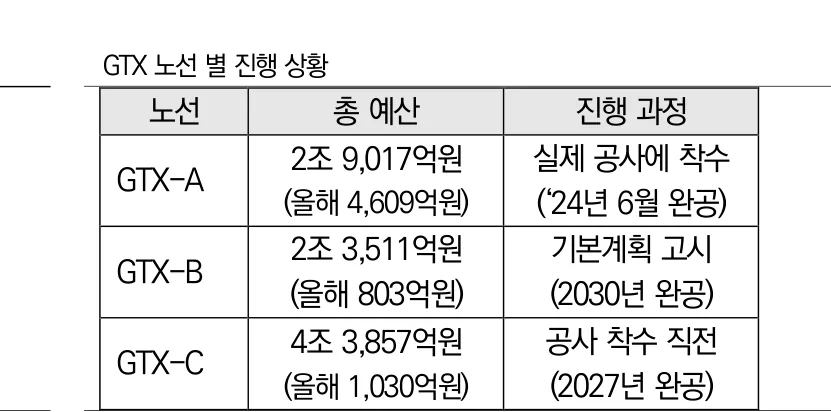 GTX 노선 별 진행 상황
노선 총 예산 진행 과정
GTX-A 2조 9,017억원 (올해 4,609억원) 실제 공사에 착수 (‘24년 6월 완공)
GTX-B 2조 3,511억원 (올해 803억원) 기본계획 고시 (2030년 완공)
GTX-C 4조 3,857억원 (올해 1,030억원) 공사 착수 직전 (2027년 완공)